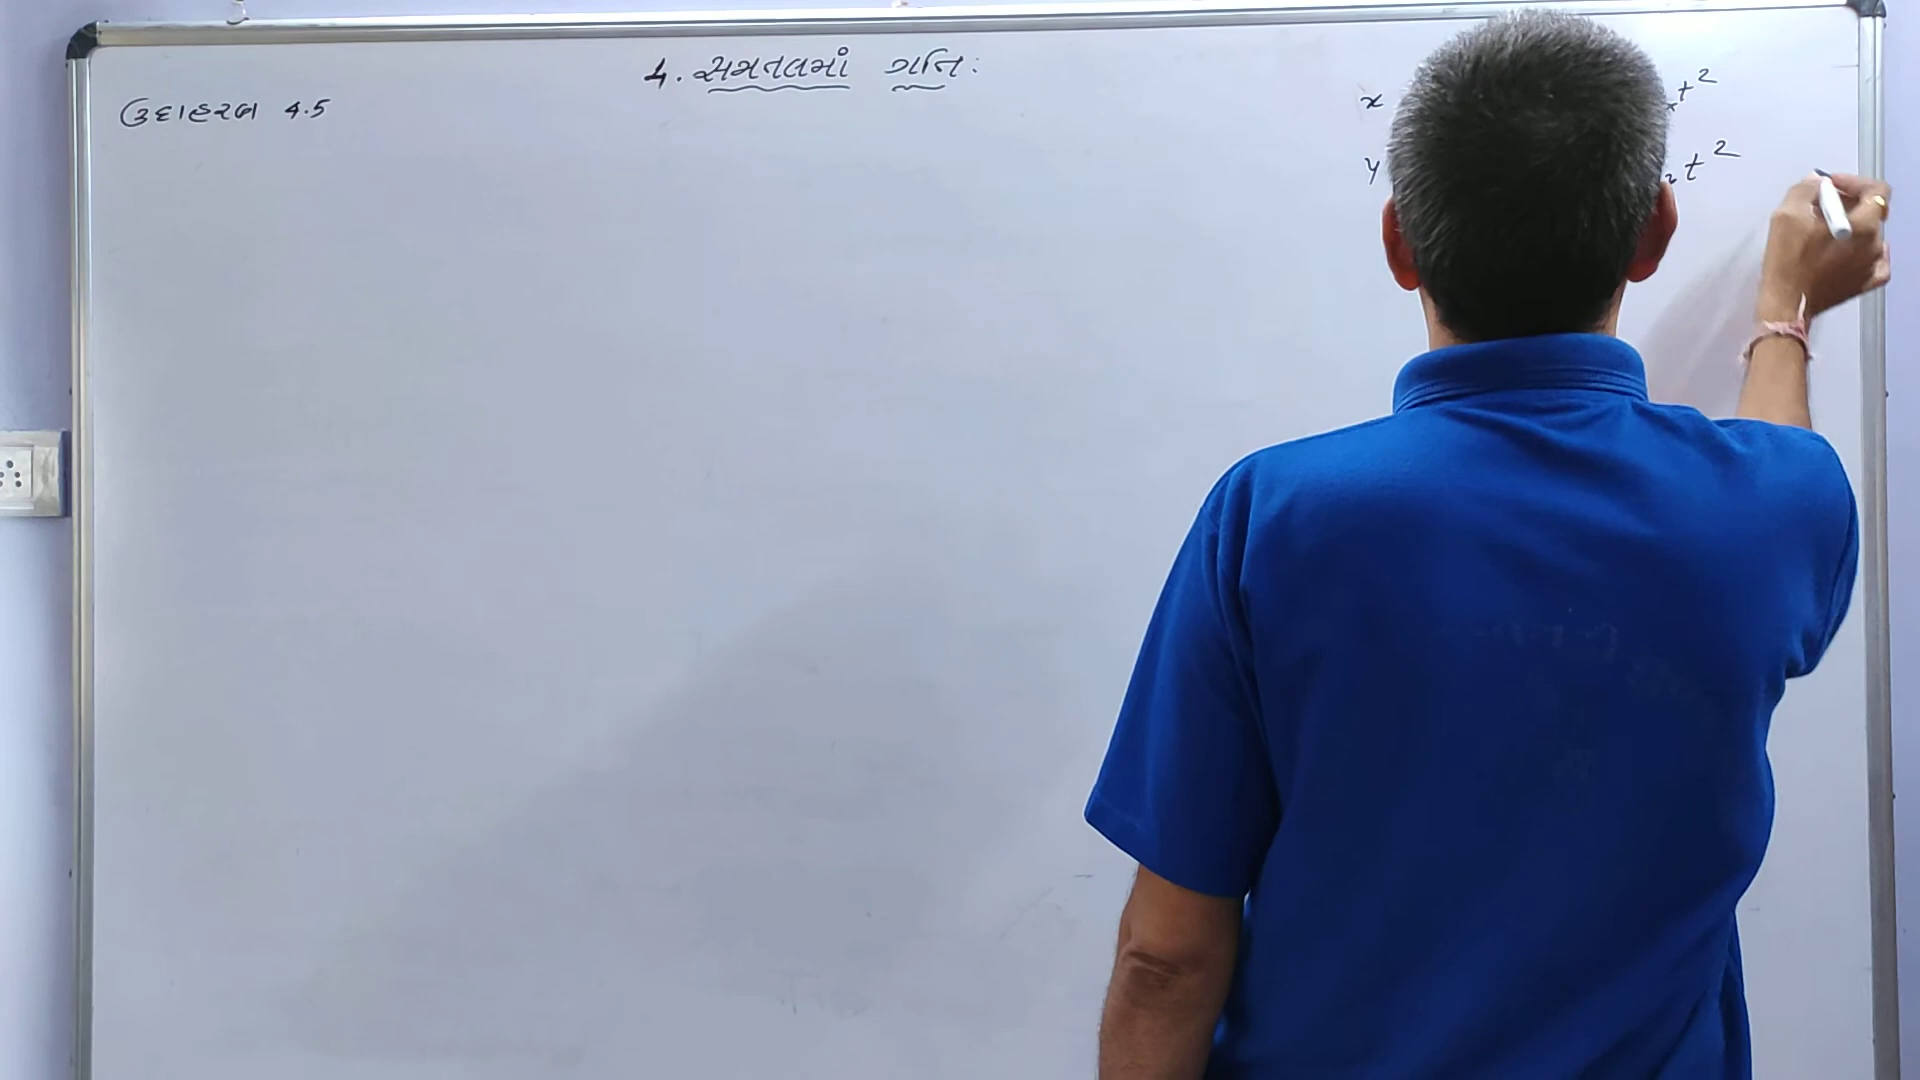 4. સમતલમાં ગતિ:
ઉદાહરણ 4.5
x t²
y t²